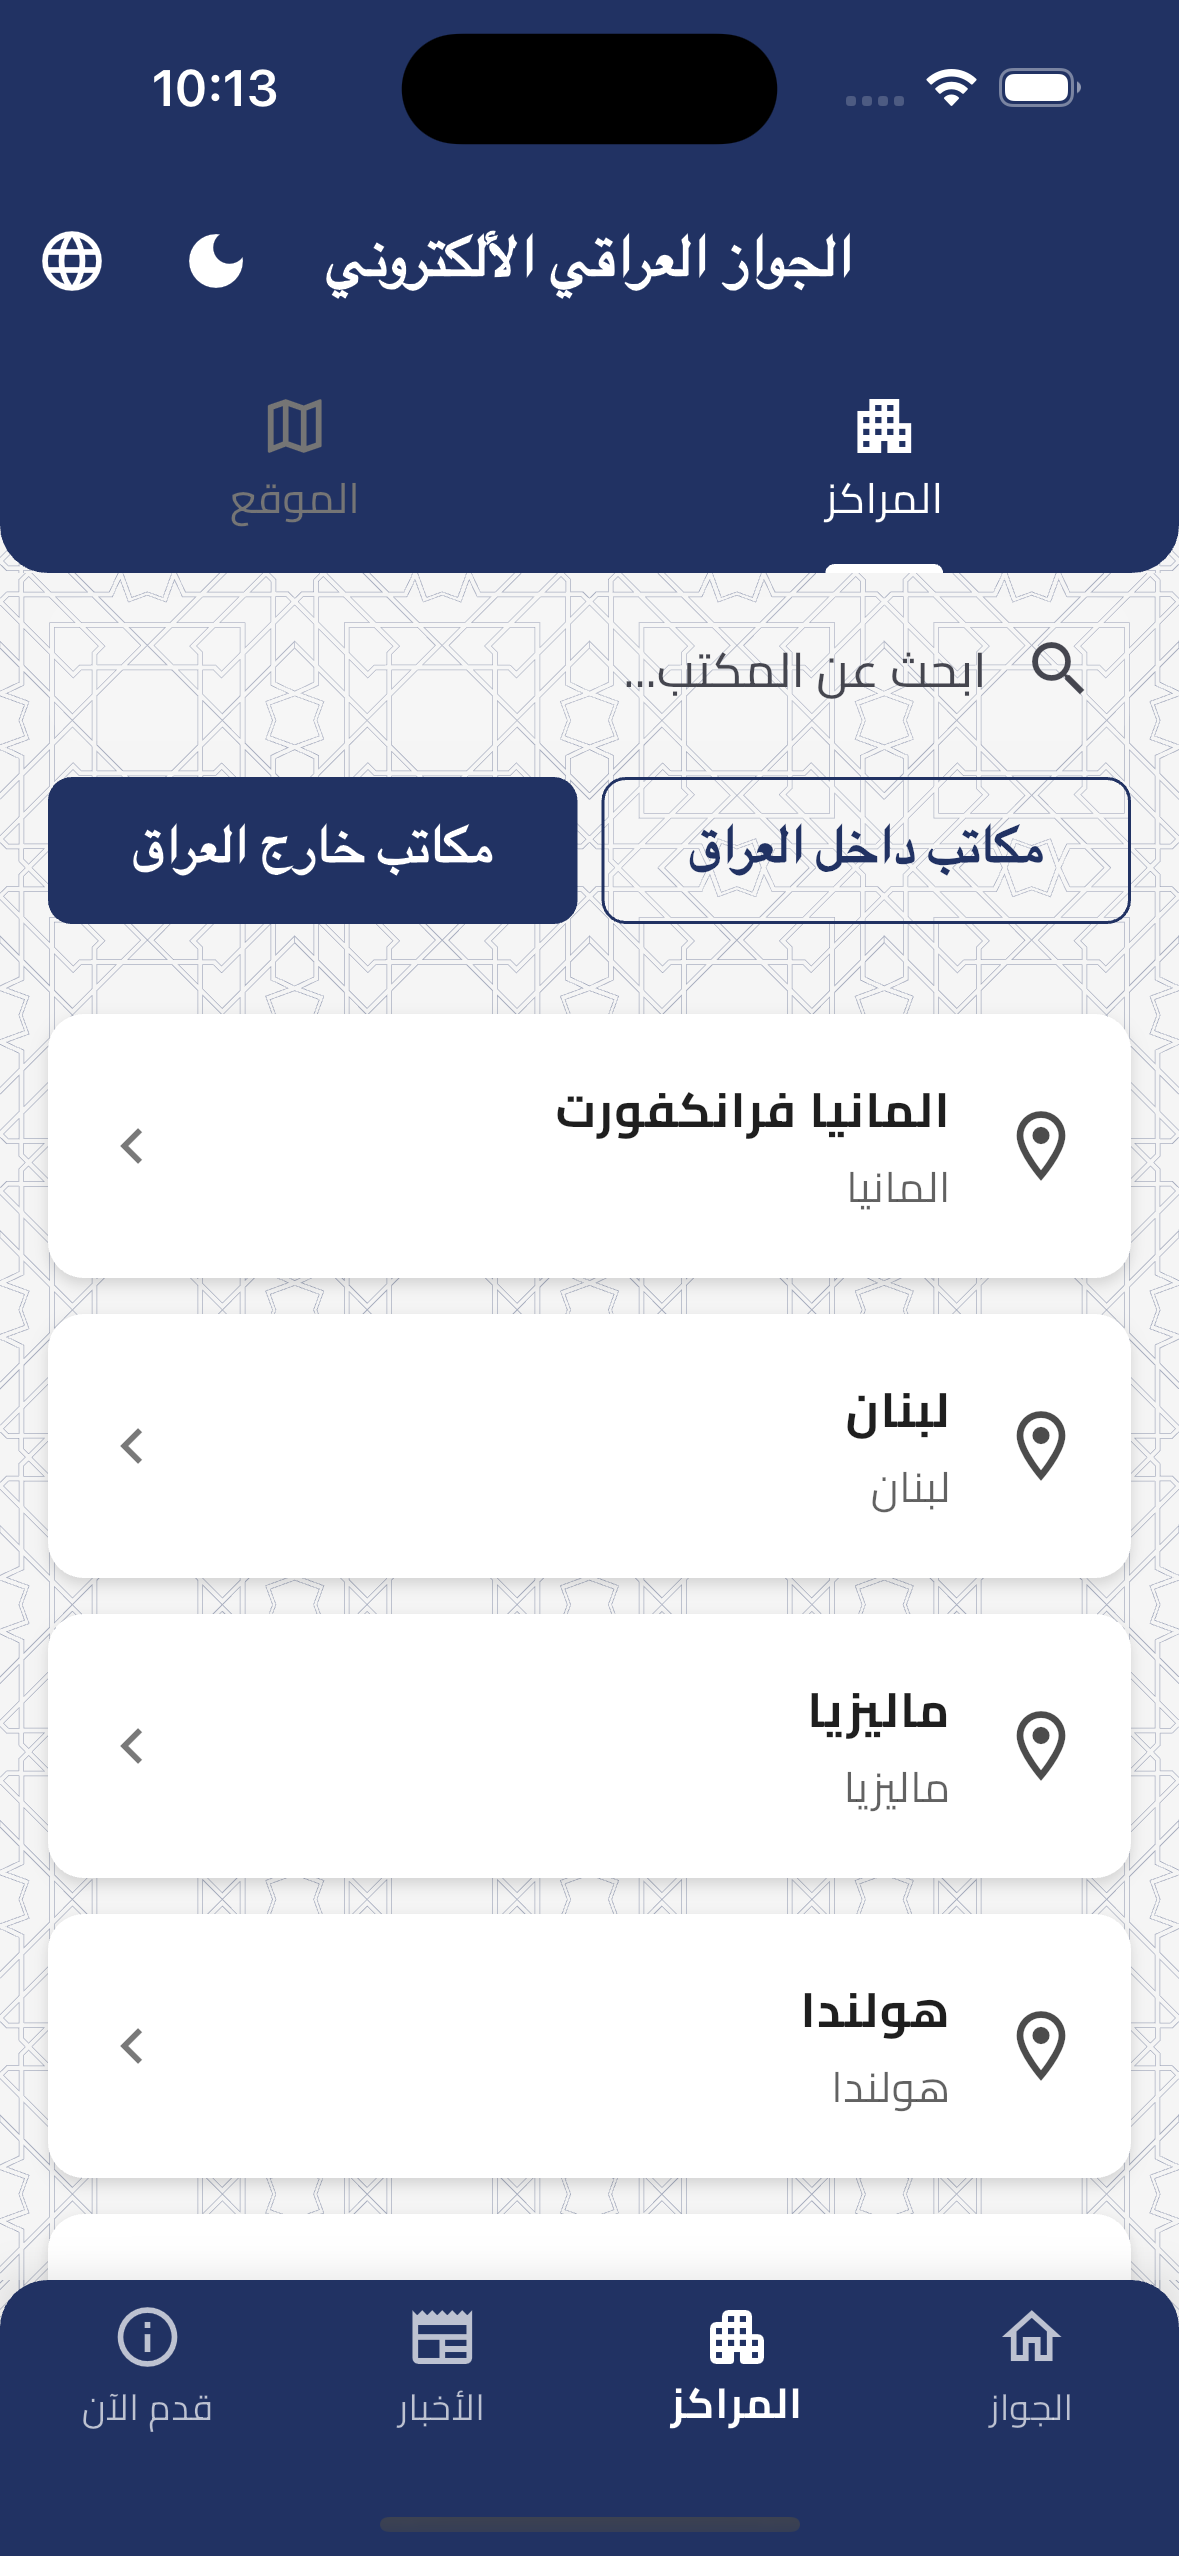 10:13
الجواز العراقي الألكتروني
المراكز
الموقع
ابحث عن المكتب...
مكاتب داخل العراق
مكاتب خارج العراق
المانيا فرانكفورت
المانيا
لبنان
لبنان
ماليزيا
ماليزيا
هولندا
هولندا
الجواز
المراكز
الأخبار
قدم الآن